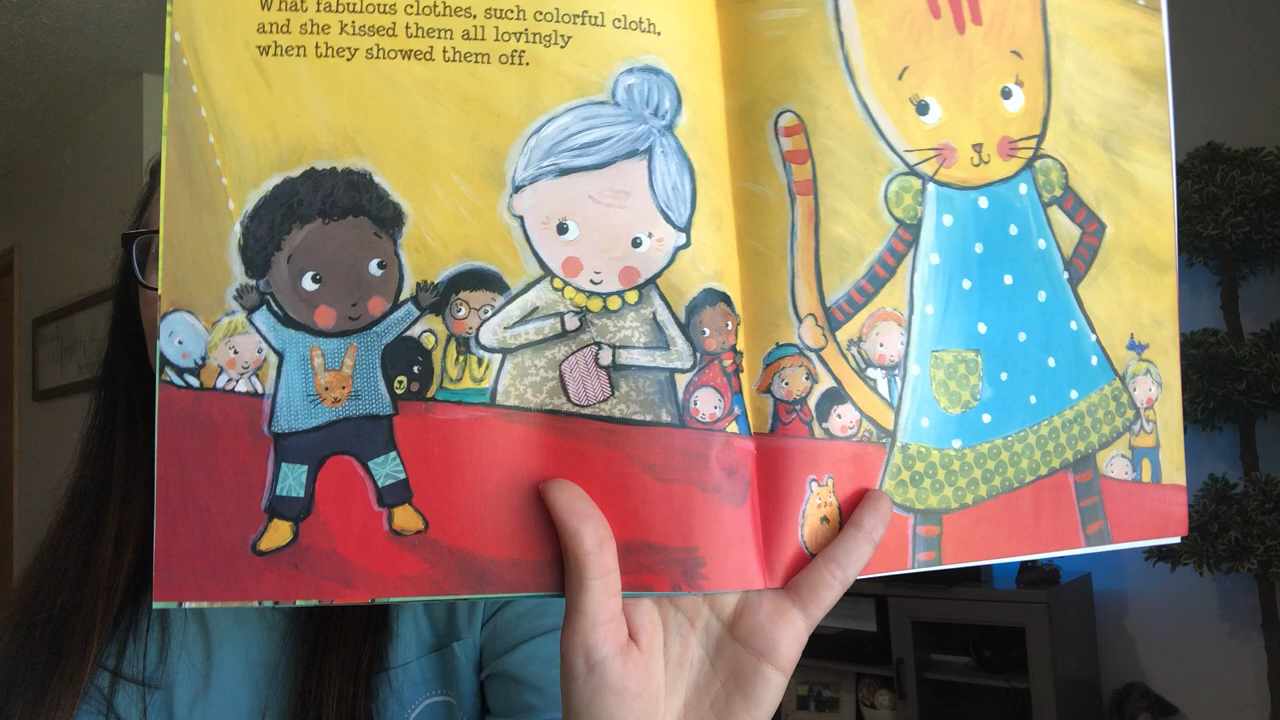 What fabulous clothes, such colorful cloth,
and she kissed them all lovingly
when they showed them off.